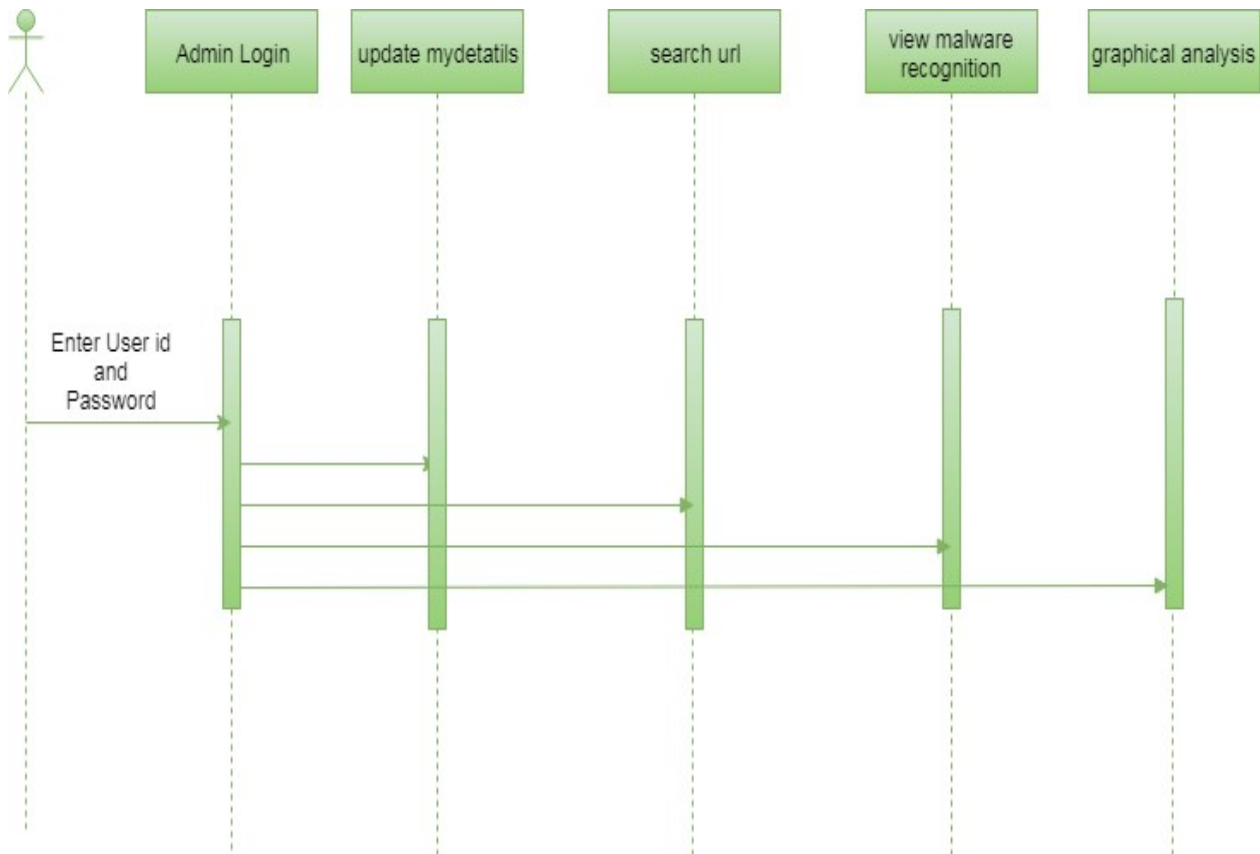 Admin Login
update mydetatils
search url
view malware
recognition
graphical analysis
Enter User id
and
Password